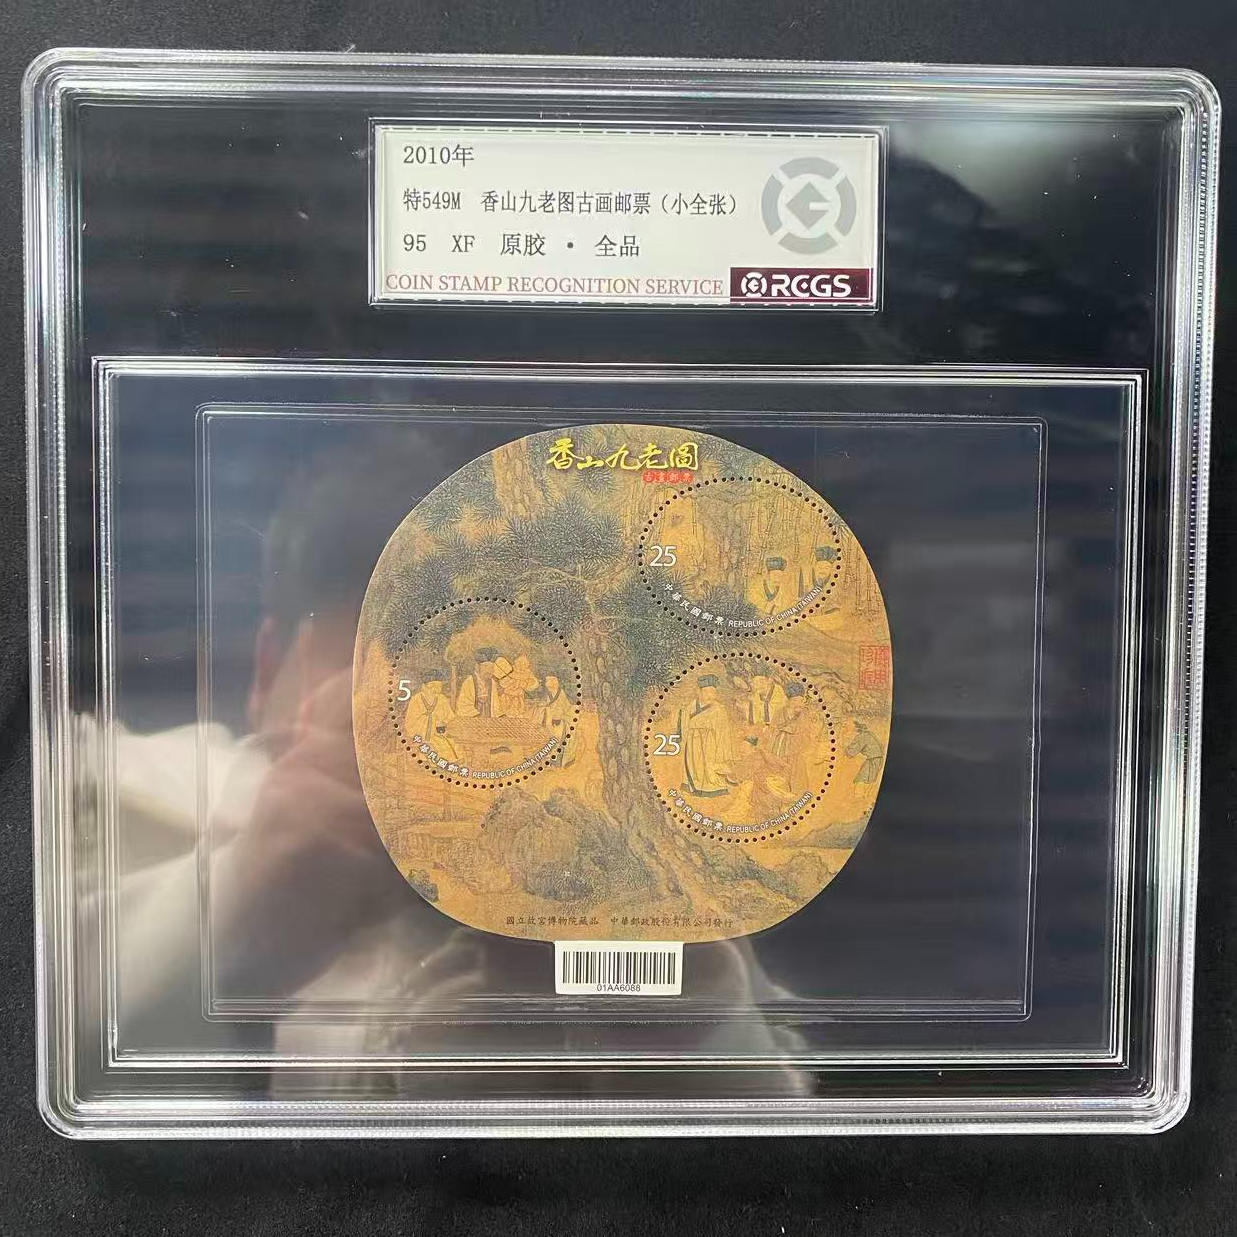 2010年
特549M 香山九老图古画邮票（小全张）
95 XF 原胶・全品
COIN STAMP RECOGNITION SERVICE
RCGS
香山九老圖
古畫郵票
25
中華民國郵票 REPUBLIC OF CHINA (TAIWAN)
5
中華民國郵票 REPUBLIC OF CHINA (TAIWAN)
25
中華民國郵票 REPUBLIC OF CHINA (TAIWAN)
國立故宮博物院藏品 中華郵政股份有限公司發行
01AA6088